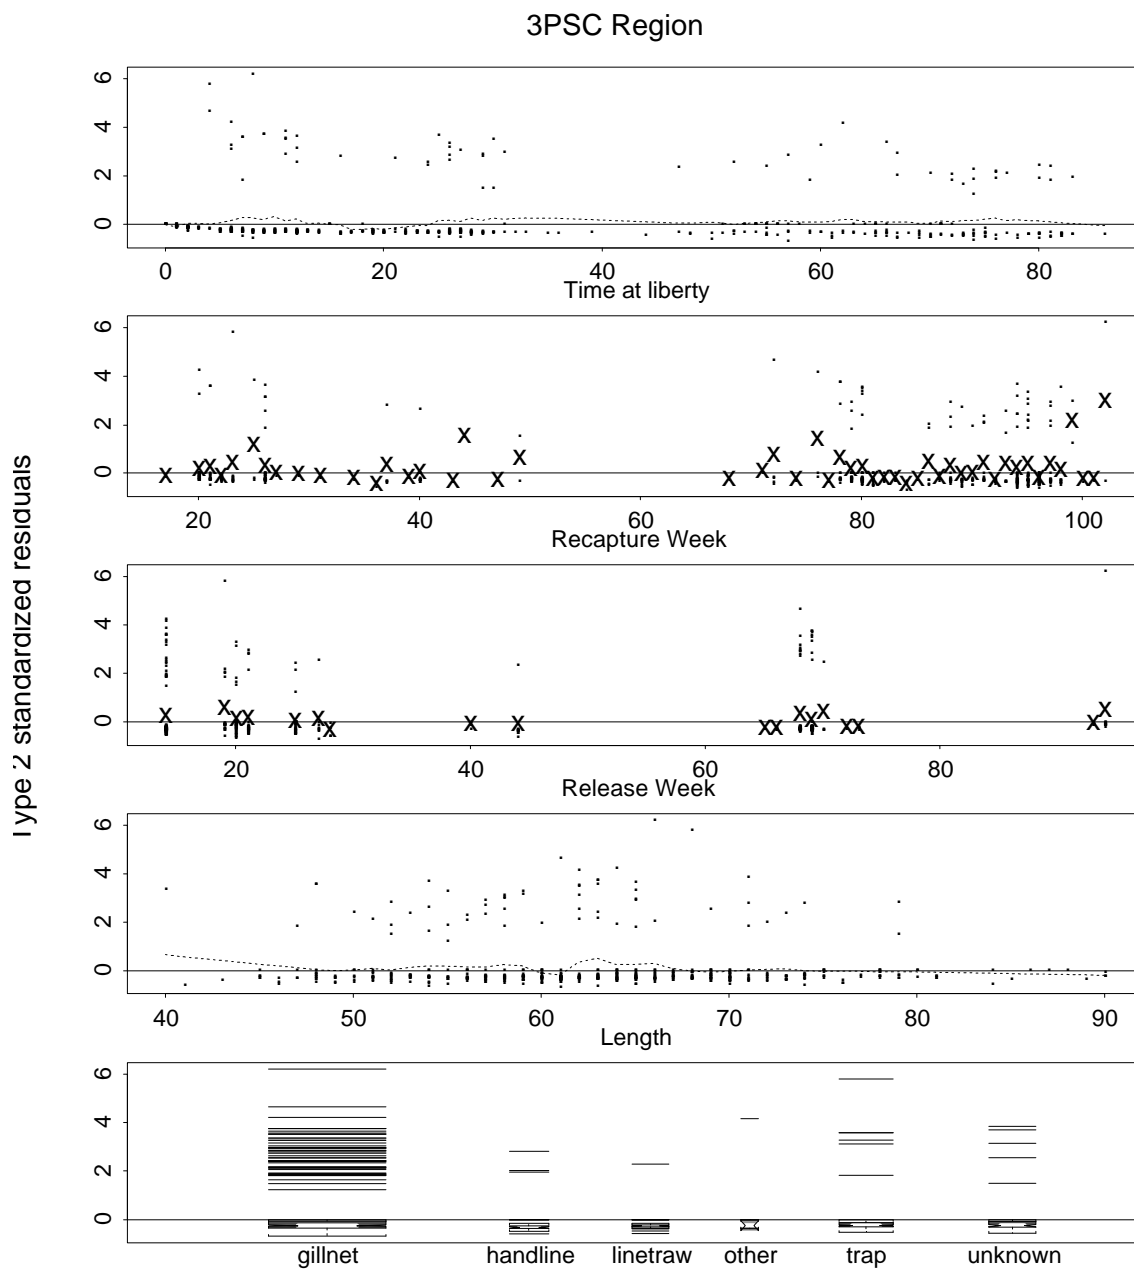 3PSC Region
Type 2 standardized residuals
0 2 4 6
0 20 40 60 80
Time at liberty
0 2 4 6
20 40 60 80 100
Recapture Week
0 2 4 6
20 40 60 80
Release Week
0 2 4 6
40 50 60 70 80 90
Length
0 2 4 6
gillnet handline linetraw other trap unknown